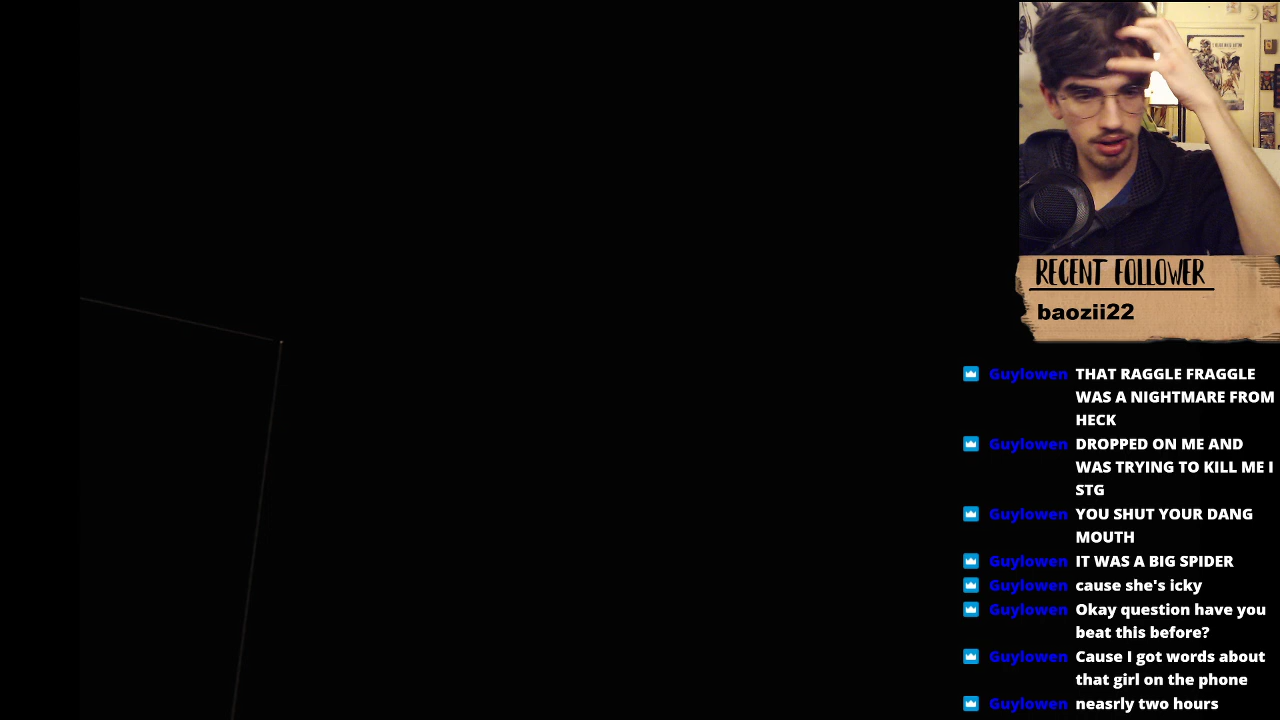 RECENT FOLLOWER
baozii22
Guylowen THAT RAGGLE FRAGGLE
WAS A NIGHTMARE FROM
HECK
Guylowen DROPPED ON ME AND
WAS TRYING TO KILL ME I
STG
Guylowen YOU SHUT YOUR DANG
MOUTH
Guylowen IT WAS A BIG SPIDER
Guylowen cause she's icky
Guylowen Okay question have you
beat this before?
Guylowen Cause I got words about
that girl on the phone
Guylowen neasrly two hours